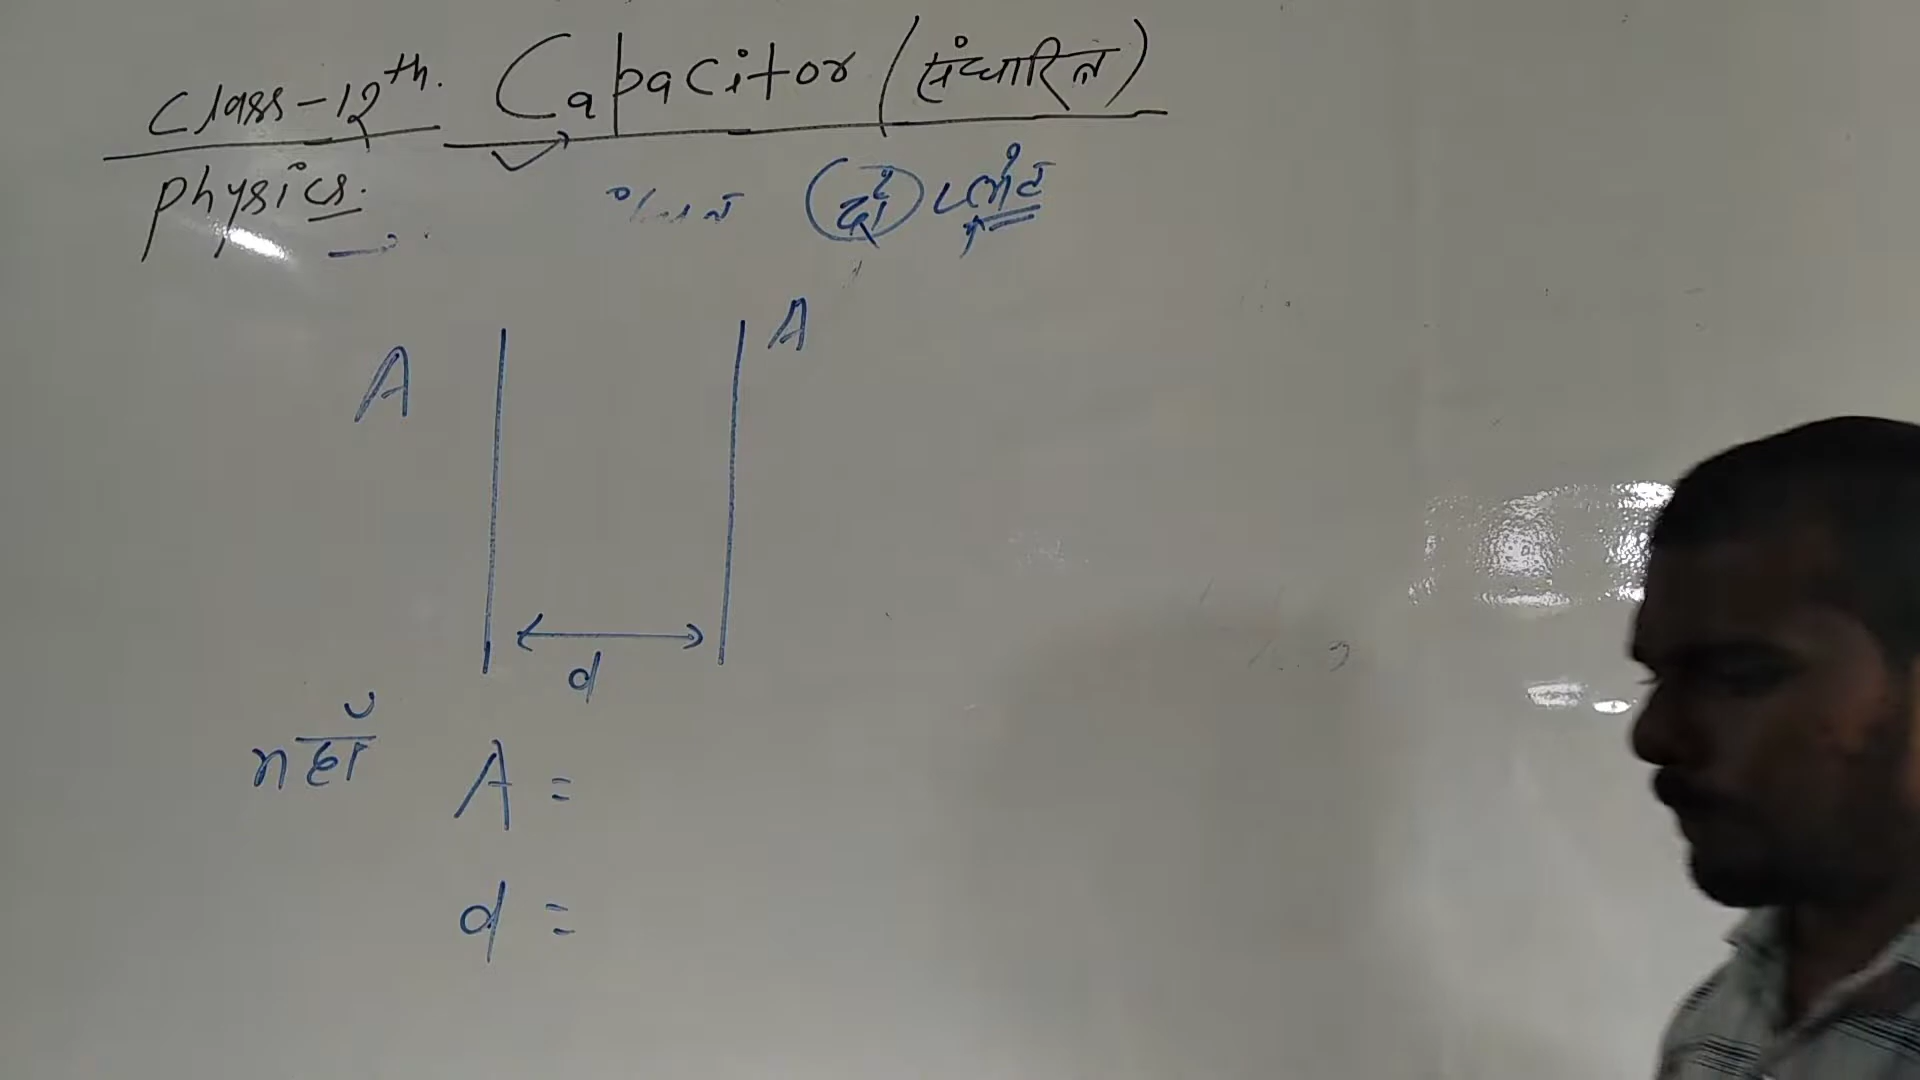 Class-12th. Capacitor (संधारित्र)
Physics.
दो प्लेट
A A
d
जहाँ A =
d =